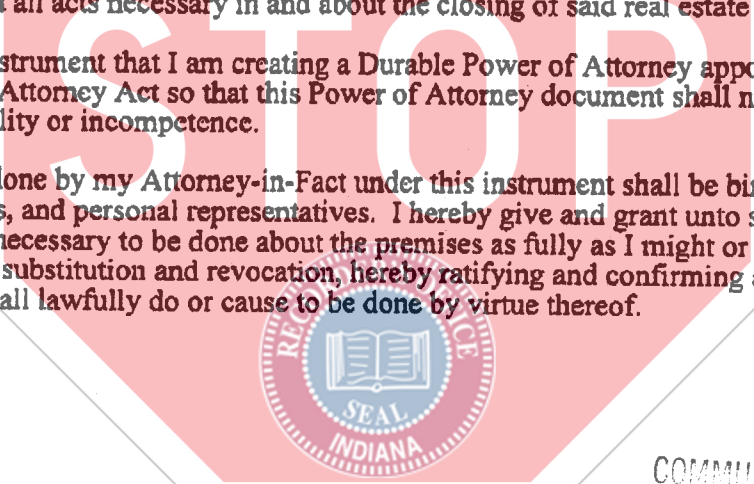 all acts necessary in and about the closing of said real estate
STOP
strument that I am creating a Durable Power of Attorney appo
Attorney Act so that this Power of Attorney document shall n
lity or incompetence.
done by my Attorney-in-Fact under this instrument shall be bin
s, and personal representatives. I hereby give and grant unto s
necessary to be done about the premises as fully as I might or
substitution and revocation, hereby ratifying and confirming a
all lawfully do or cause to be done by virtue thereof.
SEAL
INDIANA
COMMU